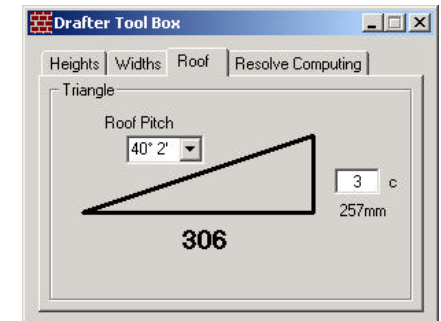 Drafter Tool Box
Heights Widths Roof Resolve Computing
Triangle
Roof Pitch
40° 2'
3 c
257mm
306